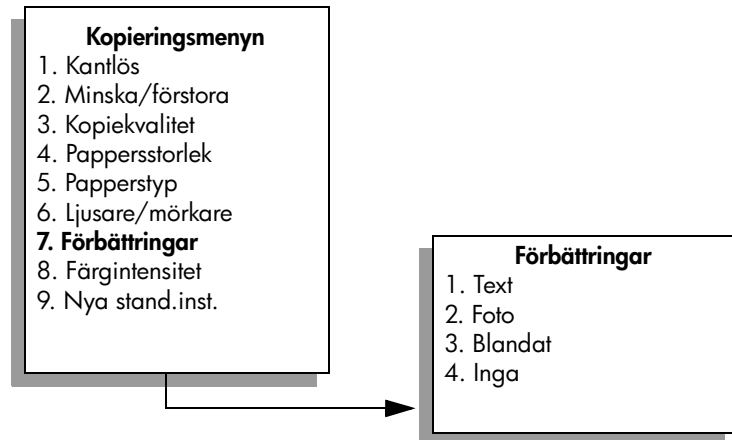 Kopieringsmenyn
1. Kantlös
2. Minska/förstora
3. Kopiekvalitet
4. Pappersstorlek
5. Papperstyp
6. Ljusare/mörkare
7. Förbättringar
8. Färgintensitet
9. Nya stand.inst.
Förbättringar
1. Text
2. Foto
3. Blandat
4. Inga